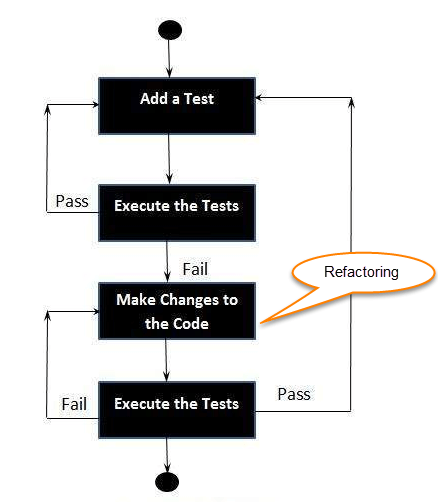 Add a Test
Pass
Execute the Tests
Fail
Refactoring
Make Changes to
the Code
Fail
Execute the Tests
Pass